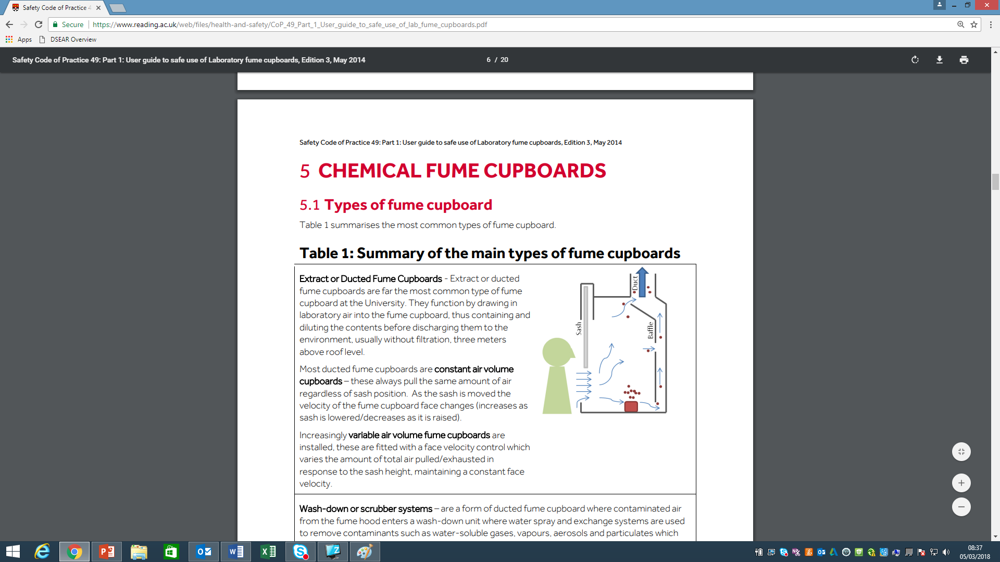 Safety Code of Practice 4
Secure
https://www.reading.ac.uk/web/files/health-and-safety/CoP_49_Part_1_User_guide_to_safe_use_of_lab_fume_cupboards.pdf
Apps
DSEAR Overview
Safety Code of Practice 49: Part 1: User guide to safe use of Laboratory fume cupboards, Edition 3, May 2014
6 / 20
Safety Code of Practice 49: Part 1: User guide to safe use of Laboratory fume cupboards, Edition 3, May 2014
5 CHEMICAL FUME CUPBOARDS
5.1 Types of fume cupboard
Table 1 summarises the most common types of fume cupboard.
Table 1: Summary of the main types of fume cupboards
Extract or Ducted Fume Cupboards - Extract or ducted
fume cupboards are far the most common type of fume
cupboard at the University. They function by drawing in
laboratory air into the fume cupboard, thus containing and
diluting the contents before discharging them to the
environment, usually without filtration, three meters
above roof level.
Most ducted fume cupboards are constant air volume
cupboards – these always pull the same amount of air
regardless of sash position. As the sash is moved the
velocity of the fume cupboard face changes (increases as
sash is lowered/decreases as it is raised).
Increasingly variable air volume fume cupboards are
installed, these are fitted with a face velocity control which
varies the amount of total air pulled/exhausted in
response to the sash height, maintaining a constant face
velocity.
Duct
Sash
Baffle
Wash-down or scrubber systems – are a form of ducted fume cupboard where contaminated air
from the fume hood enters a wash-down unit where water spray and exchange systems are used
to remove contaminants such as water-soluble gases, vapours, aerosols and particulates which
08:37
05/03/2018